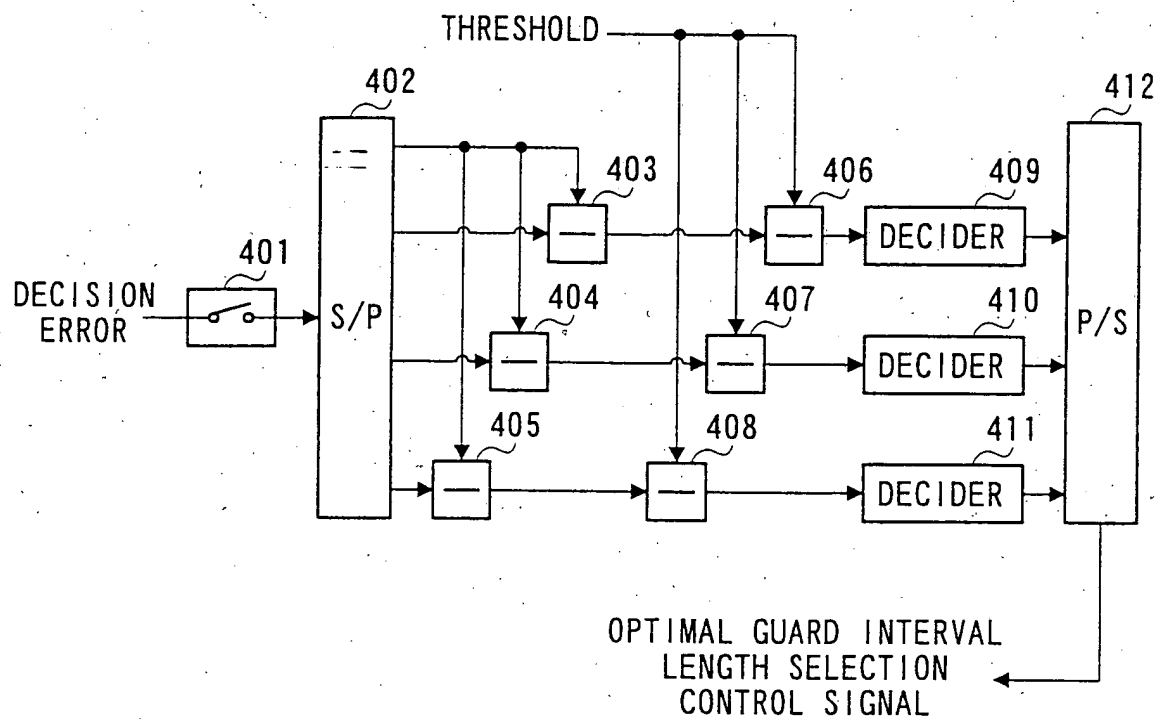 THRESHOLD
402
412
403
406
409
DECIDER
401
DECISION
ERROR
S/P
404
407
410
DECIDER
P/S
405
408
411
DECIDER
OPTIMAL GUARD INTERVAL
LENGTH SELECTION
CONTROL SIGNAL